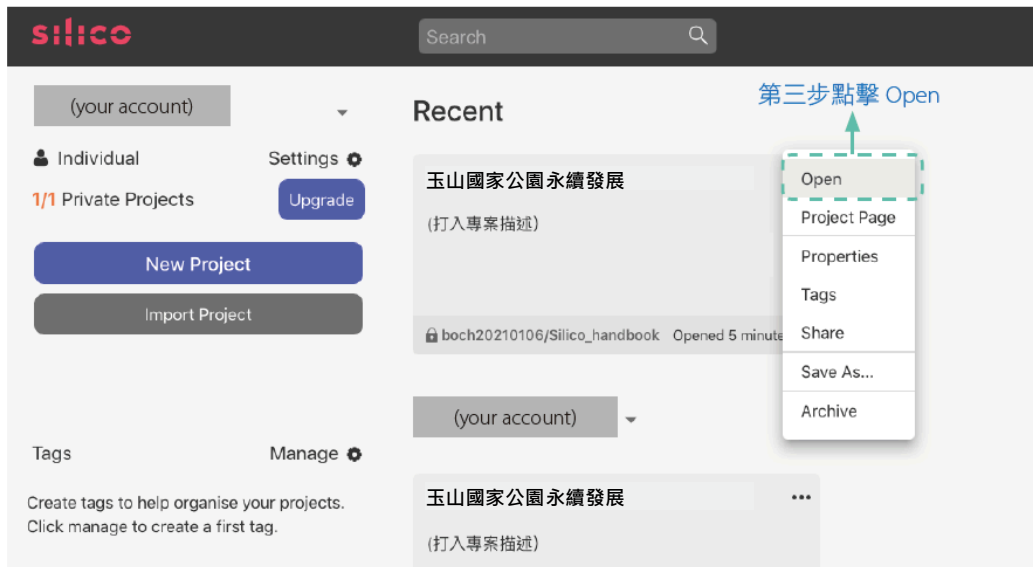 silico
Search
(your account)
Individual
Settings
1/1 Private Projects
Upgrade
New Project
Import Project
Tags
Manage
Create tags to help organise your projects.
Click manage to create a first tag.
Recent
第三步點擊 Open
玉山國家公園永續發展
(打入專案描述)
boch20210106/Silico_handbook Opened 5 minute
Open
Project Page
Properties
Tags
Share
Save As...
Archive
(your account)
玉山國家公園永續發展
(打入專案描述)